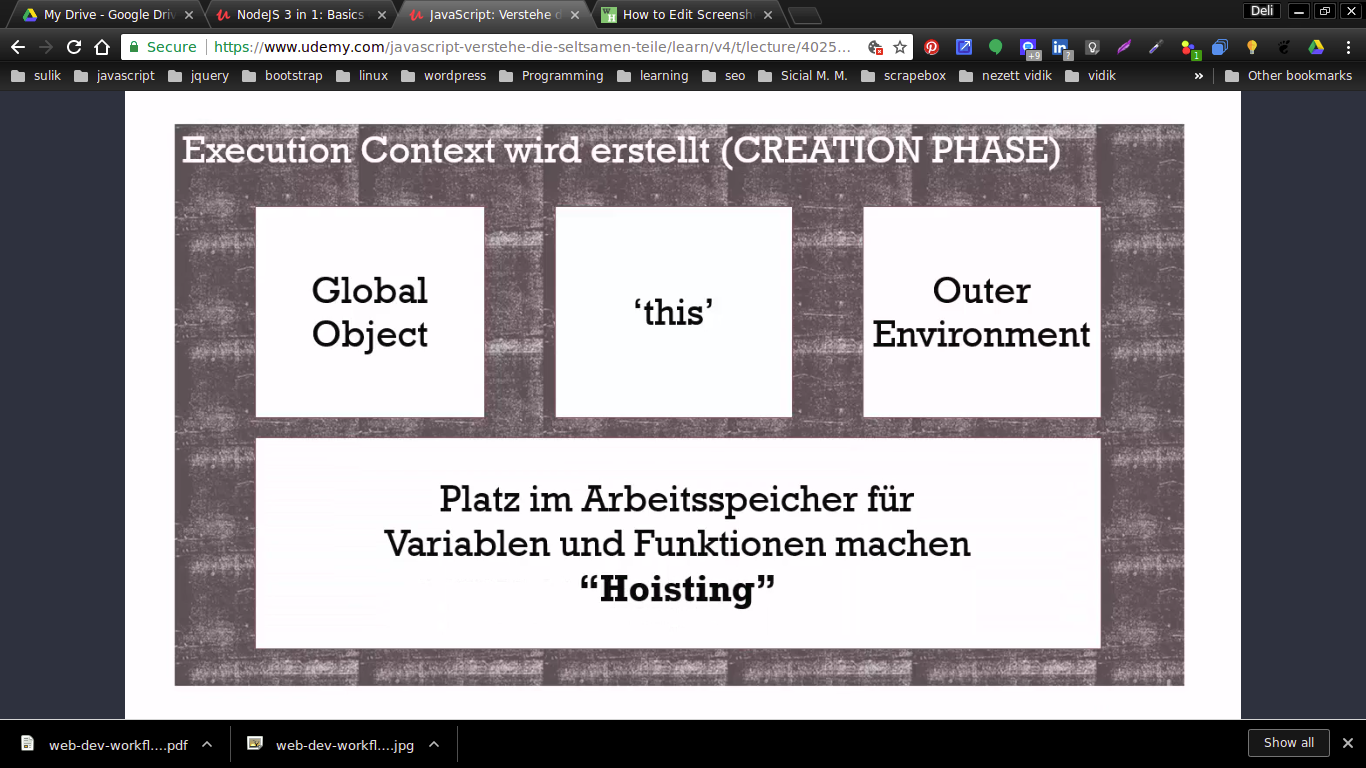 My Drive - Google Driv
NodeJS 3 in 1: Basics
JavaScript: Verstehe d
How to Edit Screensh
Deli
Secure
https://www.udemy.com/javascript-verstehe-die-seltsamen-teile/learn/v4/t/lecture/4025...
+9
?
1
sulik
javascript
jquery
bootstrap
linux
wordpress
Programming
learning
seo
Sicial M. M.
scrapebox
nezett vidik
vidik
»
Other bookmarks
Execution Context wird erstellt (CREATION PHASE)
Global
Object
‘this’
Outer
Environment
Platz im Arbeitsspeicher für
Variablen und Funktionen machen
“Hoisting”
web-dev-workfl....pdf
web-dev-workfl....jpg
Show all